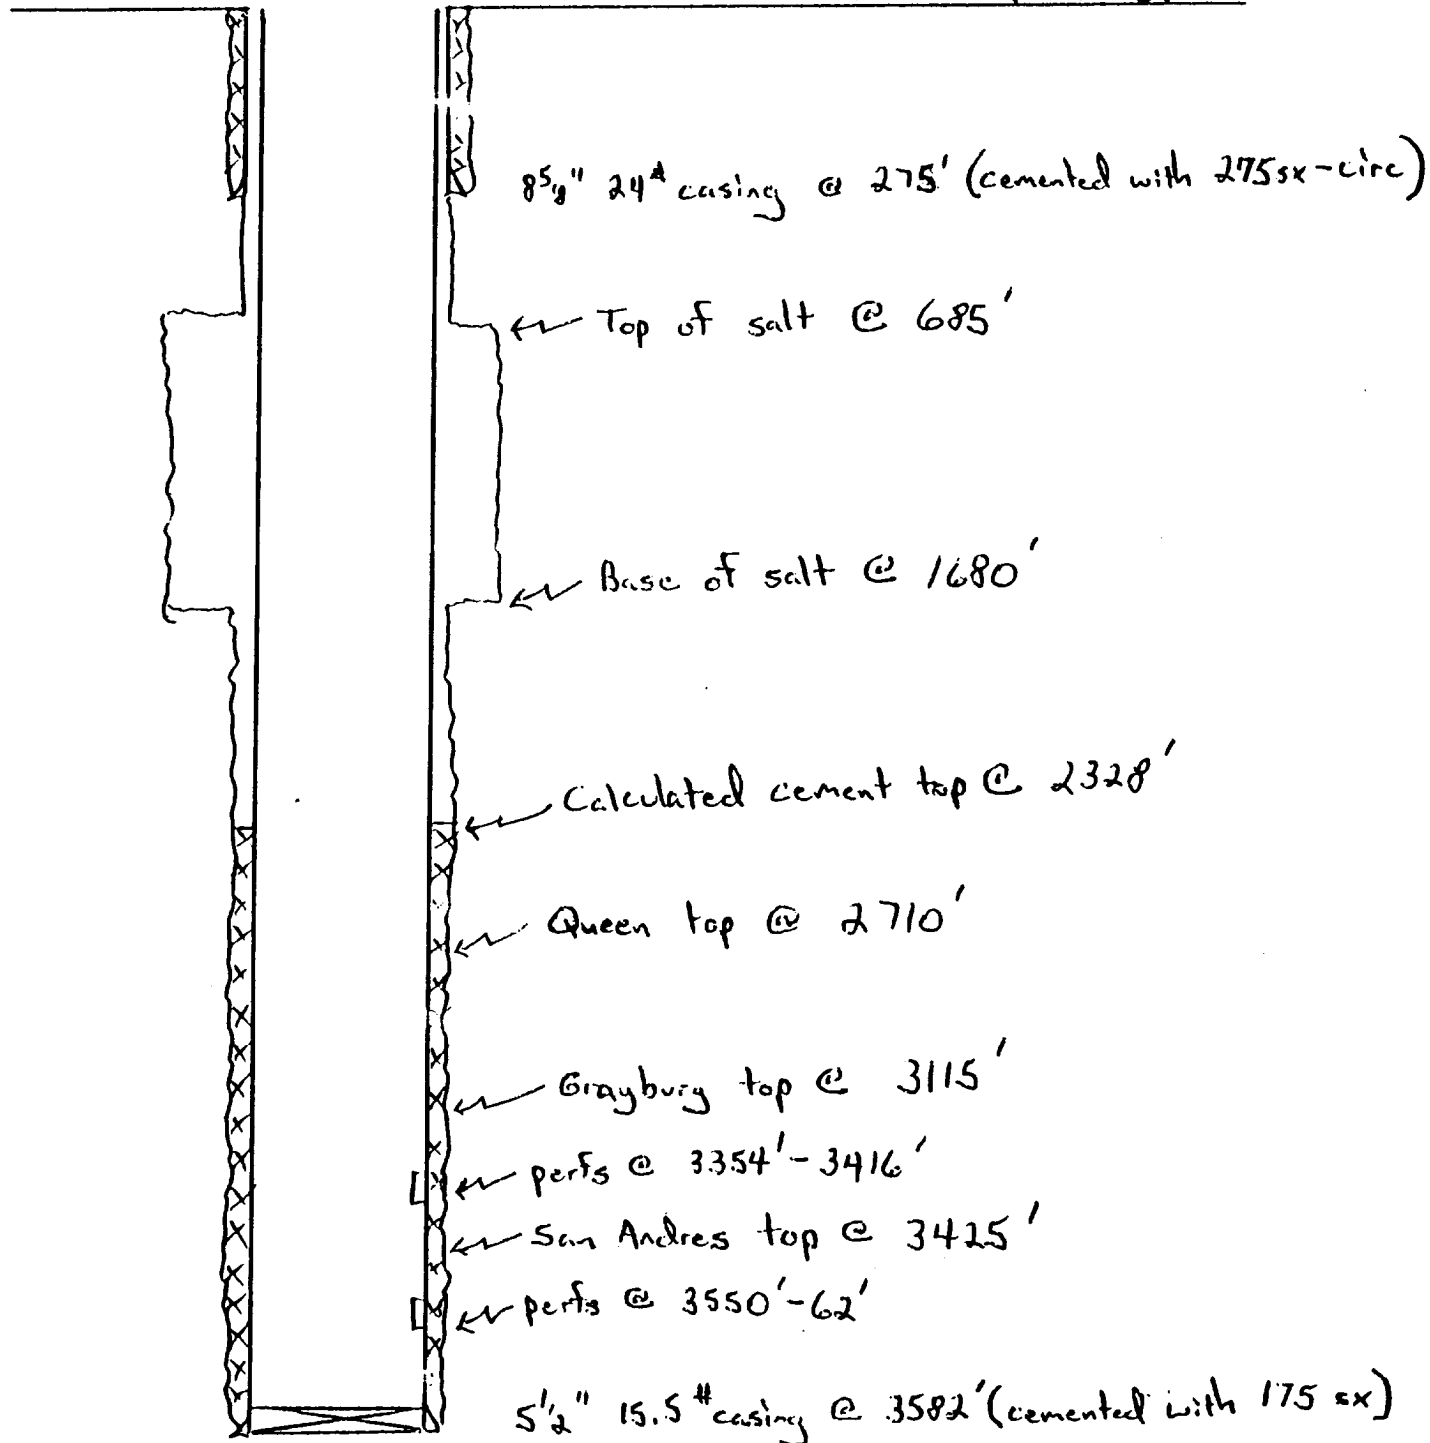 8 5/8" 24# casing @ 275' (cemented with 275sx-circ)
Top of salt @ 685'
Base of salt @ 1680'
Calculated cement top @ 2328'
Queen top @ 2710'
Grayburg top @ 3115'
perfs @ 3354'-3416'
San Andres top @ 3425'
perfs @ 3550'-62'
5 1/2" 15.5# casing @ 3582' (cemented with 175 sx)